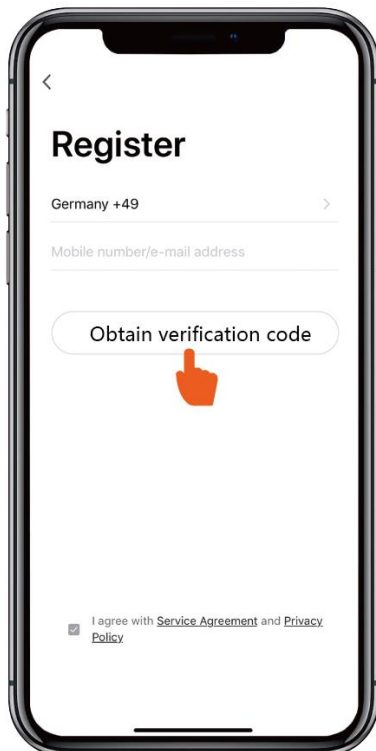 Register
Germany +49
Mobile number/e-mail address
Obtain verification code
I agree with Service Agreement and Privacy
Policy